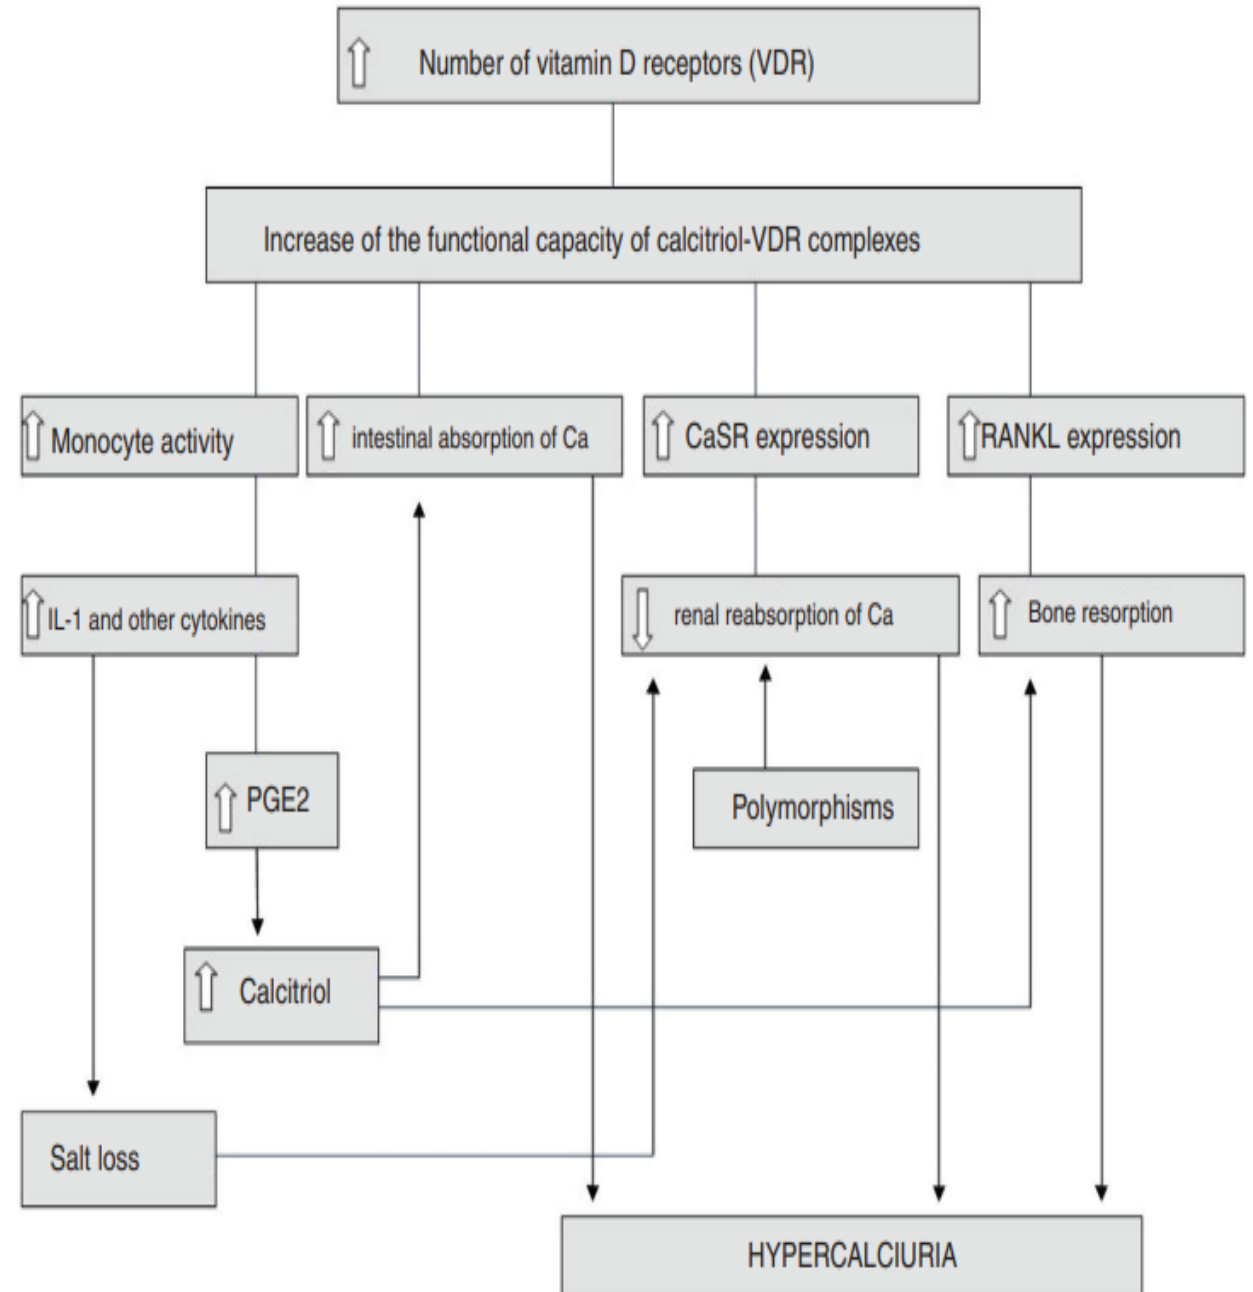 Number of vitamin D receptors (VDR)
Increase of the functional capacity of calcitriol-VDR complexes
Monocyte activity
intestinal absorption of Ca
CaSR expression
RANKL expression
IL-1 and other cytokines
renal reabsorption of Ca
Bone resorption
PGE2
Polymorphisms
Calcitriol
Salt loss
HYPERCALCIURIA